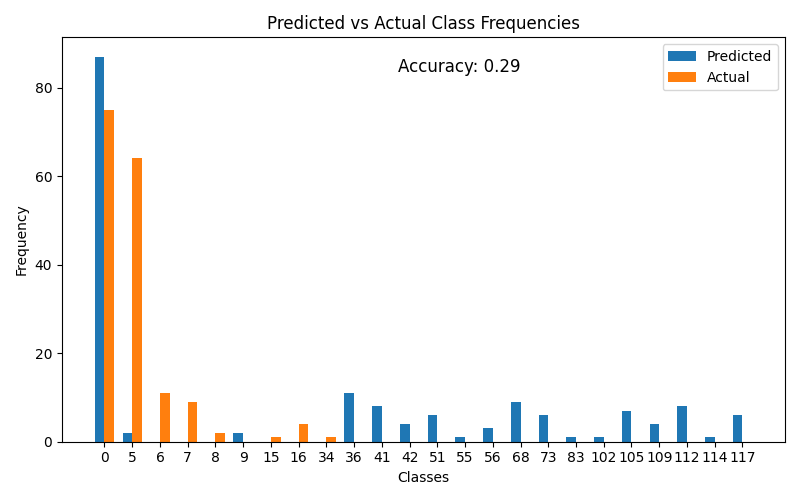 Predicted vs Actual Class Frequencies
Accuracy: 0.29
Predicted
Actual
Frequency
80
60
40
20
0
0 5 6 7 8 9 15 16 34 36 41 42 51 55 56 68 73 83 102 105 109 112 114 117
Classes